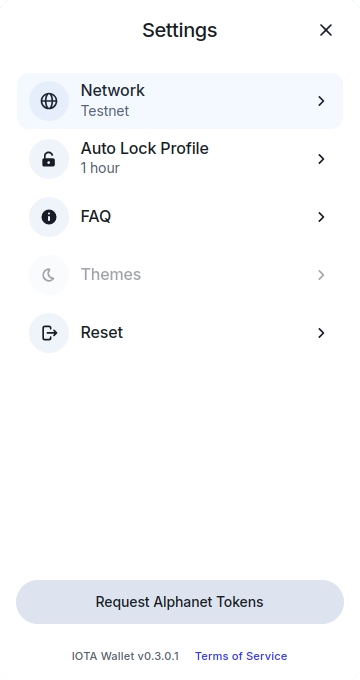 Settings
Network
Testnet
Auto Lock Profile
1 hour
FAQ
Themes
Reset
Request Alphanet Tokens
IOTA Wallet v0.3.0.1 Terms of Service